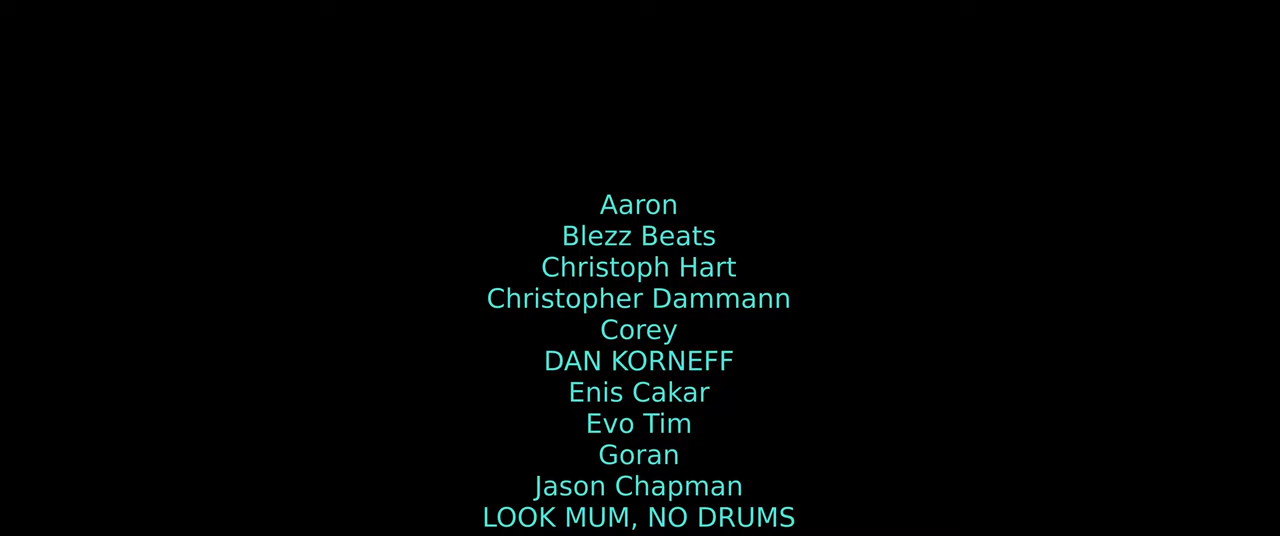 Aaron
Blezz Beats
Christoph Hart
Christopher Dammann
Corey
DAN KORNEFF
Enis Cakar
Evo Tim
Goran
Jason Chapman
LOOK MUM, NO DRUMS